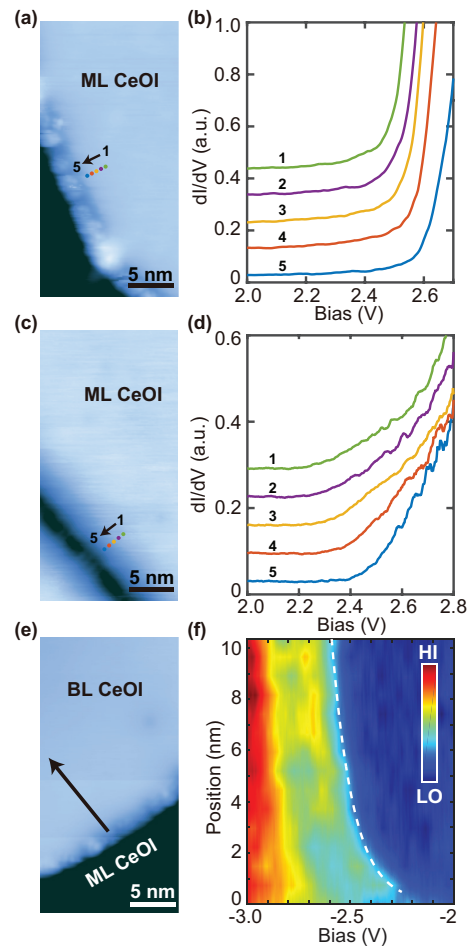 (a)
ML CeOI
5
1
5 nm
(b)
1.0
0.8
0.6
0.4
0.2
0
dI/dV (a.u.)
1
2
3
4
5
2.0 2.2 2.4 2.6
Bias (V)
(c)
ML CeOI
5
1
5 nm
(d)
0.6
0.4
0.2
0
dI/dV (a.u.)
1
2
3
4
5
2.0 2.2 2.4 2.6 2.8
Bias (V)
(e)
BL CeOI
ML CeOI
5 nm
(f)
HI
LO
10
8
6
4
2
1
0
Position (nm)
-3.0 -2.5 -2
Bias (V)